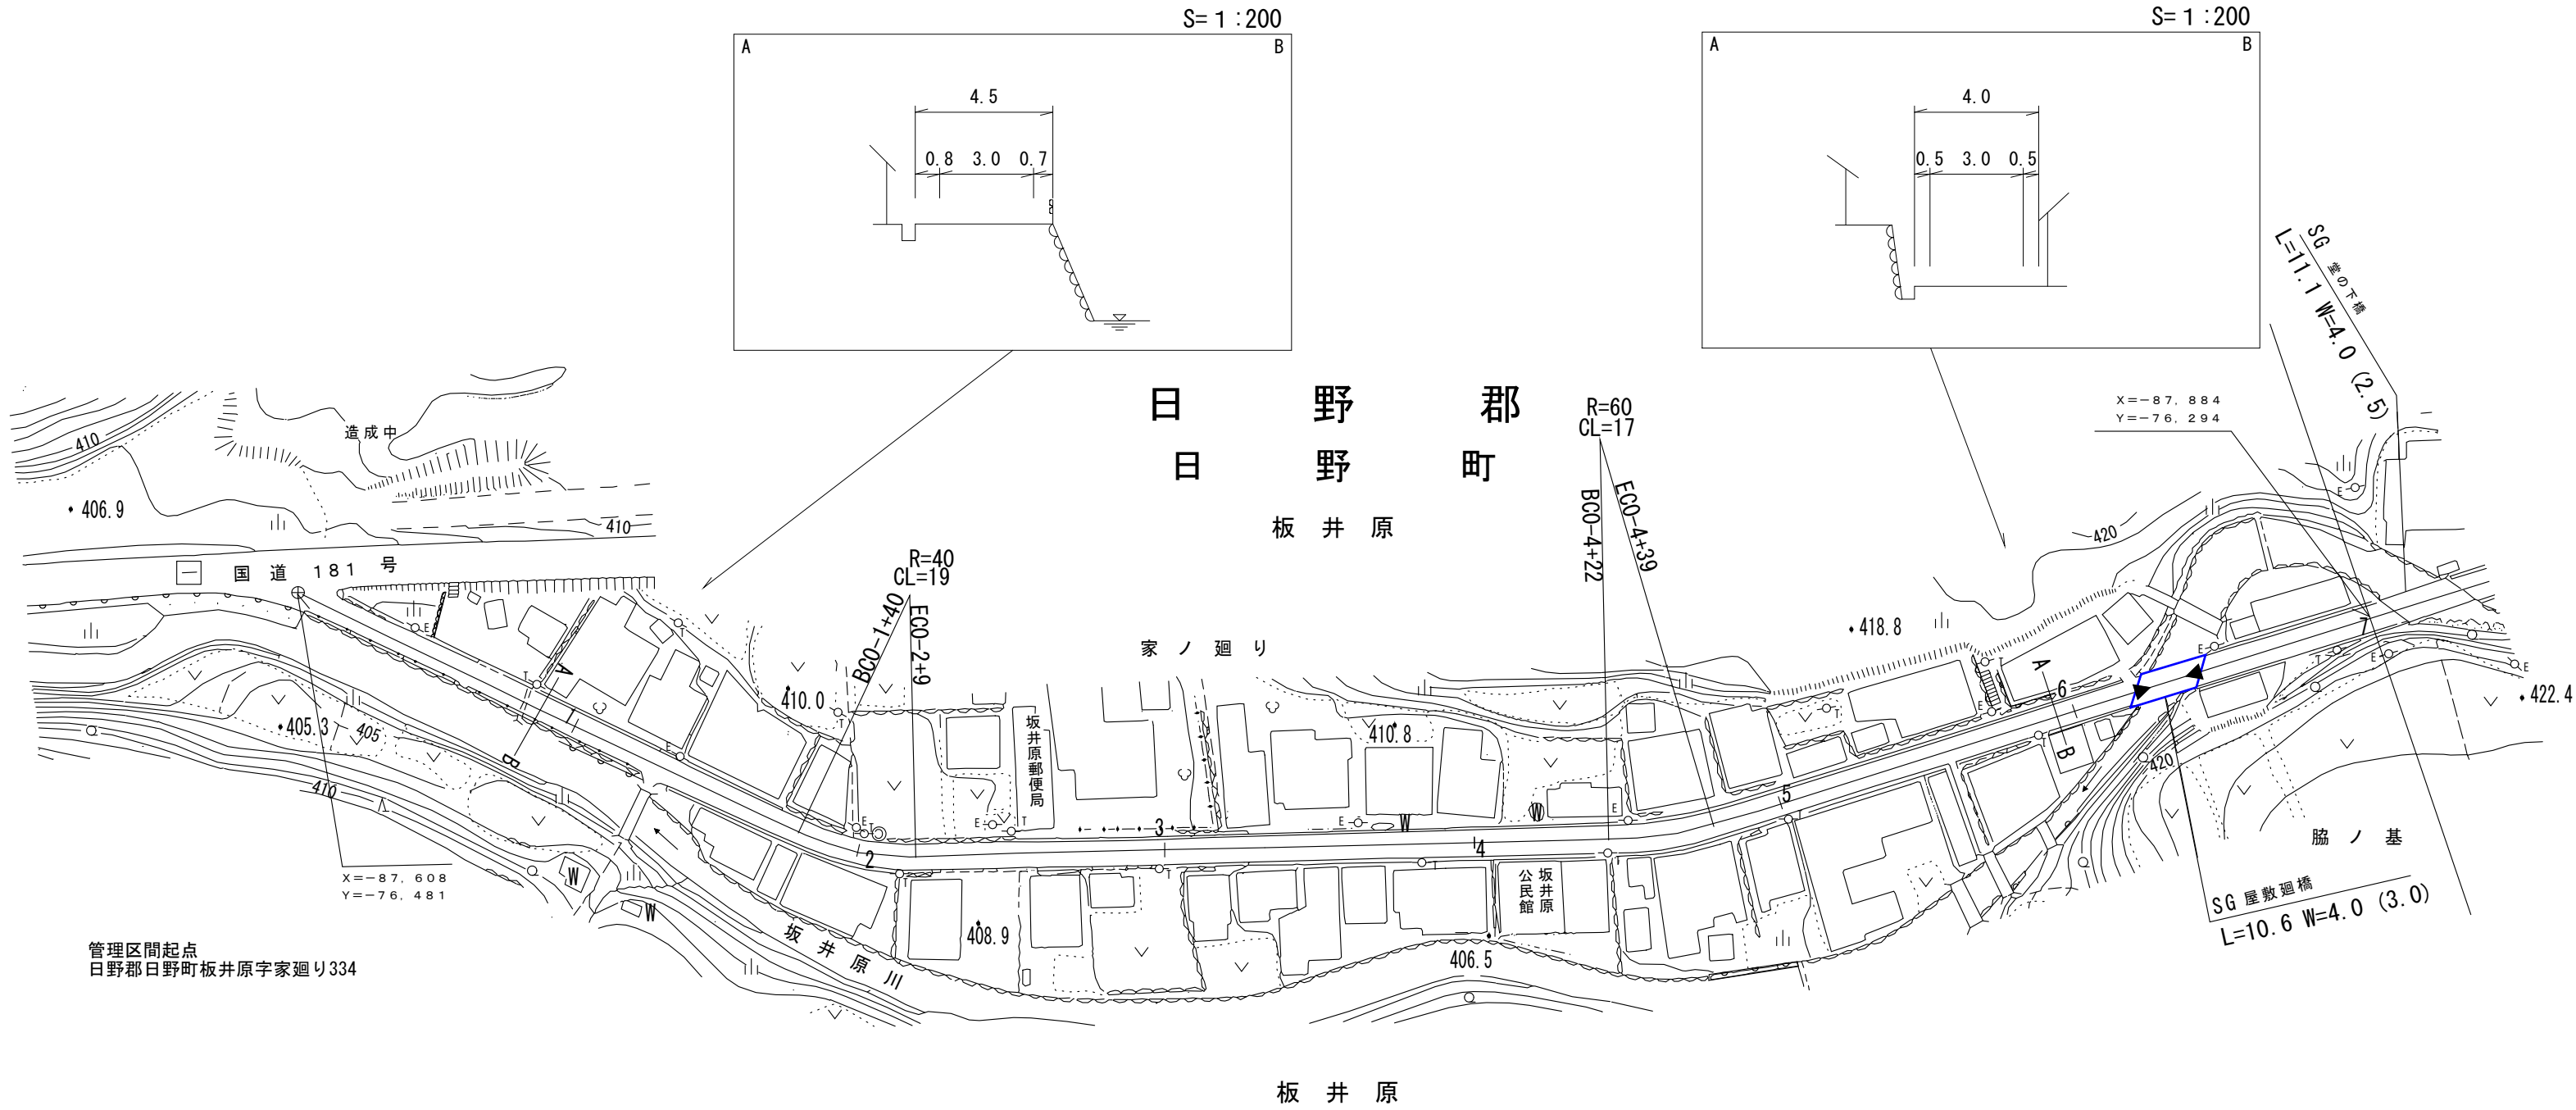 S=１:200
A
B
4.5
0.8 3.0 0.7
S=１:200
A
B
4.0
0.5 3.0 0.5
SG 堂の下橋
L=11.1 W=4.0 (2.5)
X=-87, 884
Y=-76, 294
日野郡
日野町
板井原
R=60
CL=17
BCO-4+22
ECO-4+39
R=40
CL=19
BCO-1+40
ECO-2+9
410
造成中
406.9
410
一
国道181号
E
T
T
A
B
1
E
405.3
405
410
X=-87, 608
Y=-76, 481
管理区間起点
日野郡日野町板井原字家廻り334
W
W
410.0
T
E
T
2
T
家ノ廻り
坂井原郵便局
E
T
3
T
408.9
坂井原川
410.8
E
W
W
E
4
T
坂井原
公民館
T
406.5
418.8
420
T
T
E
A
B
5
T
6
T
E
E
7
T
E
E
422.4
420
脇ノ基
SG 屋敷廻橋
L=10.6 W=4.0 (3.0)
板井原